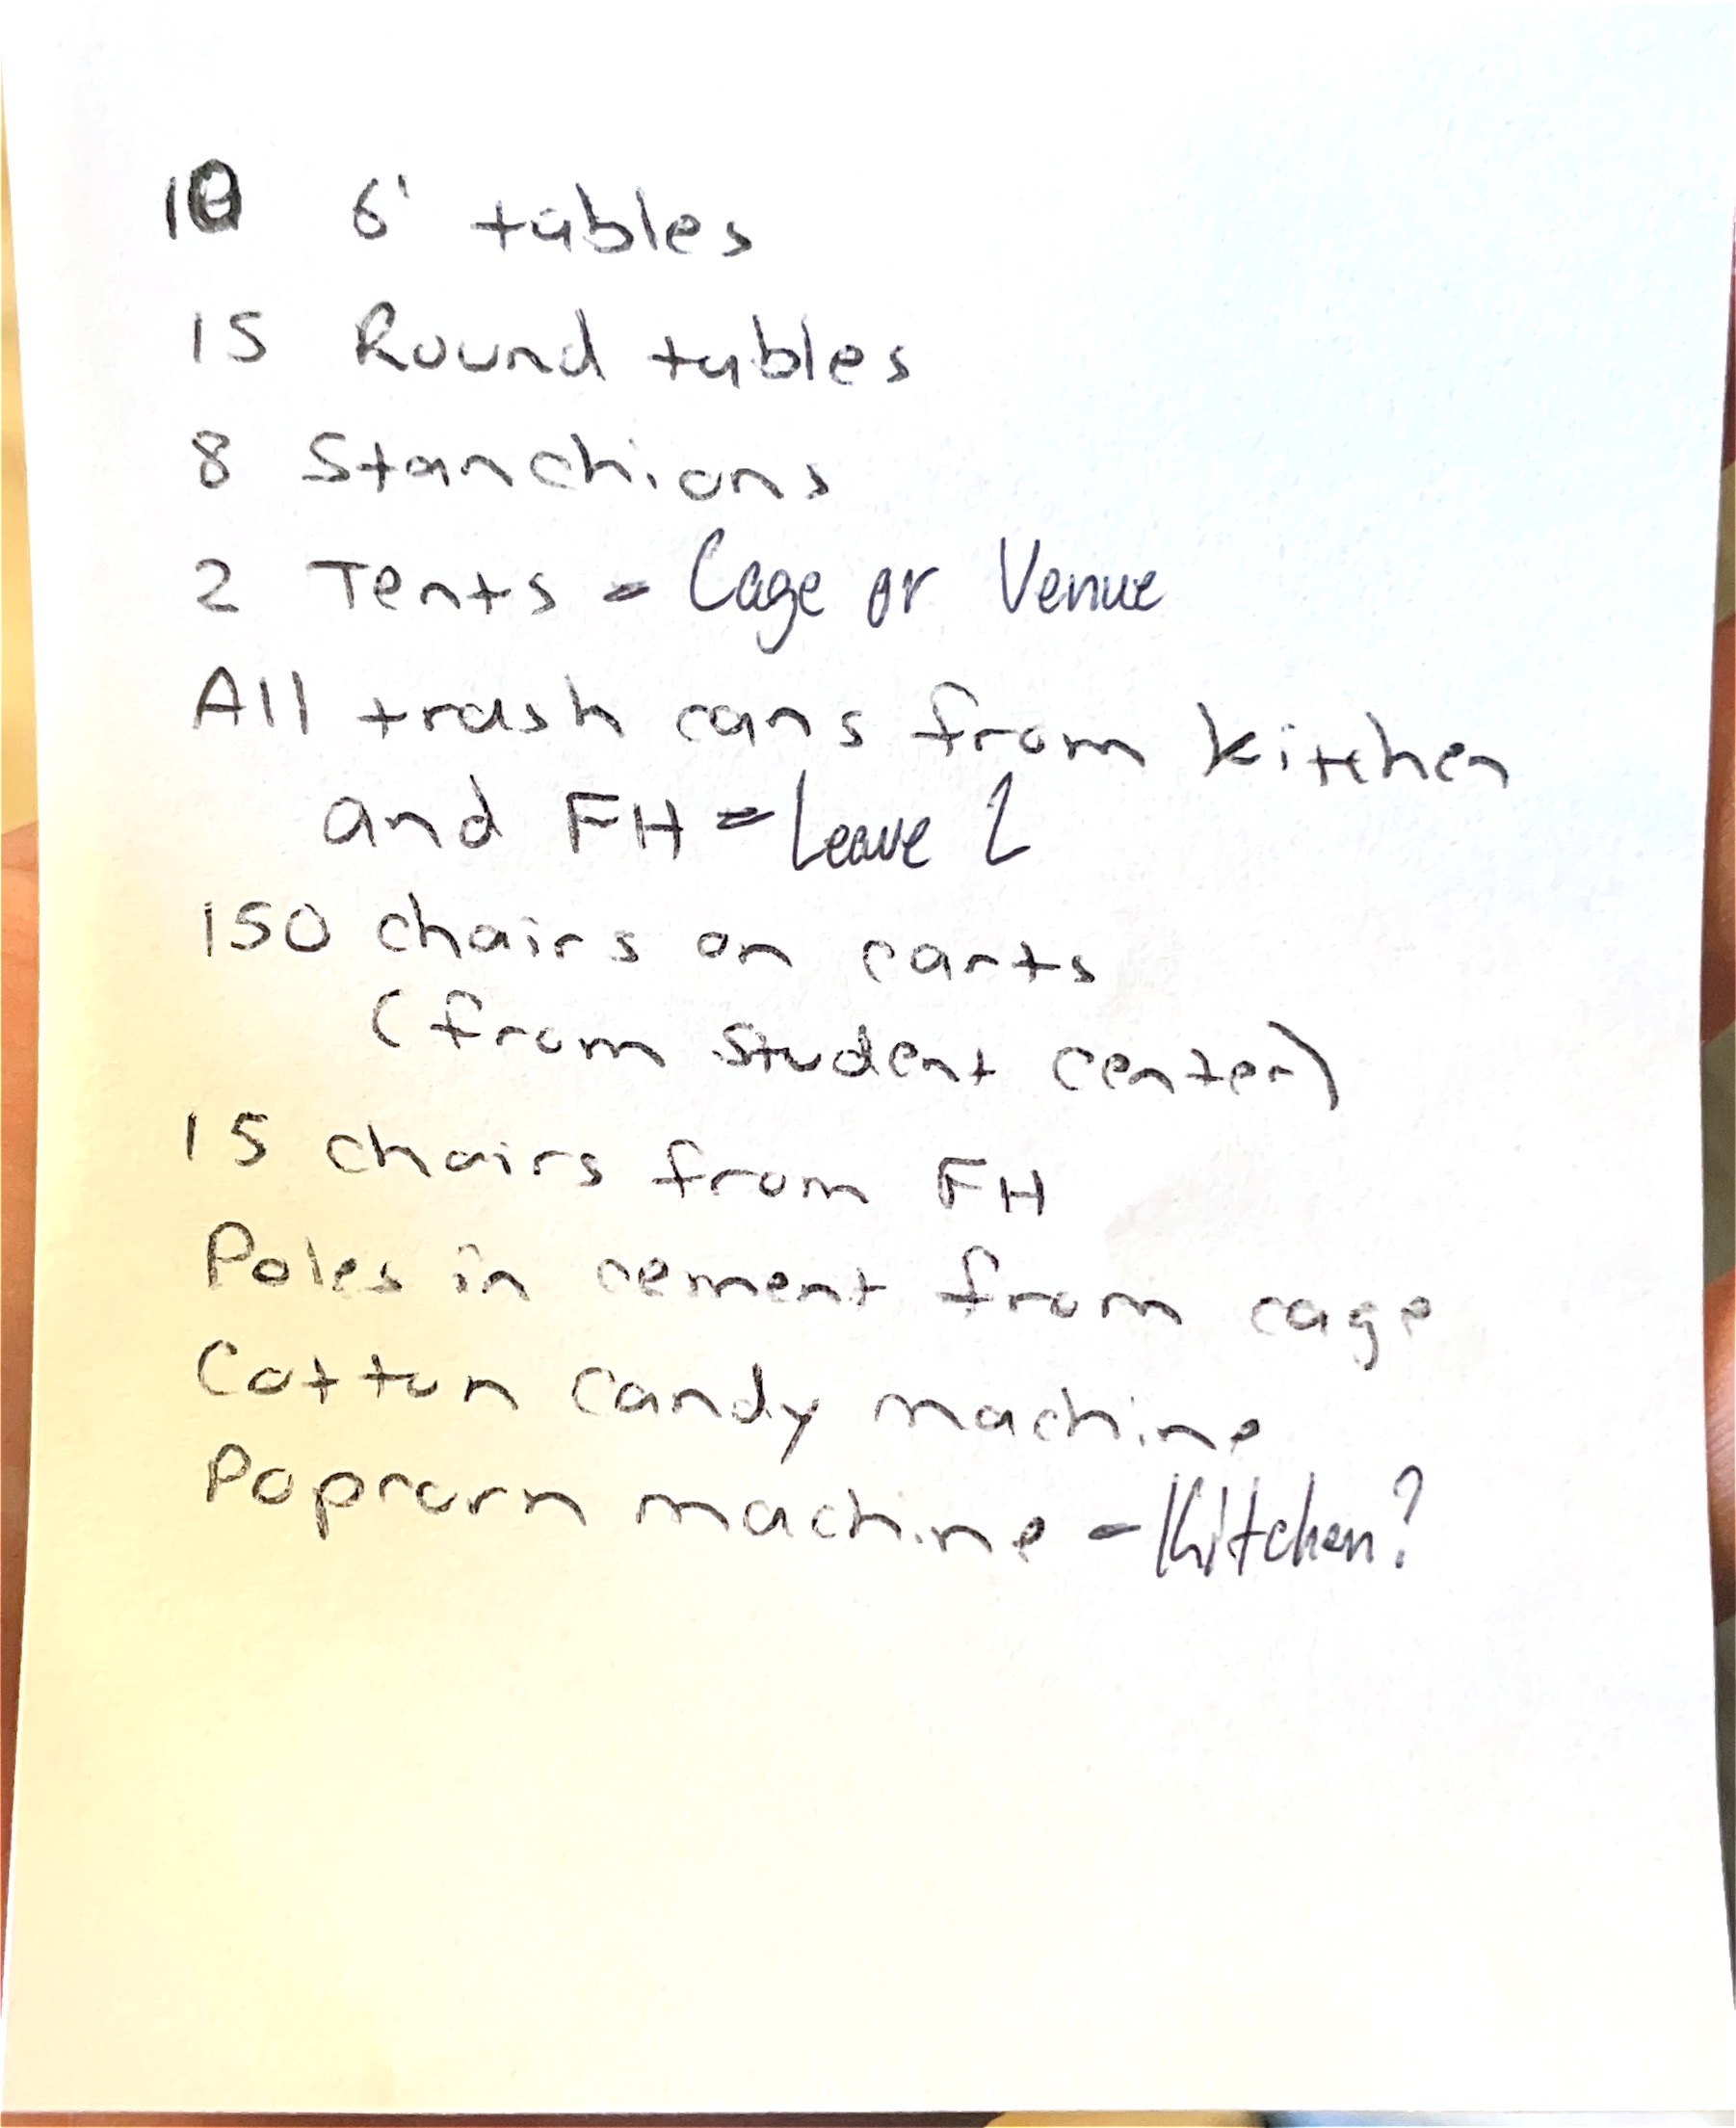 10 6' tables
15 Round tables
8 Stanchions
2 Tents - Cage or Venue
All trash cans from kitchen
and FH - Leave 2
150 chairs on carts
(from student center)
15 chairs from FH
Poles in cement from cage
Cotton candy machine
Popcorn machine - Kitchen?